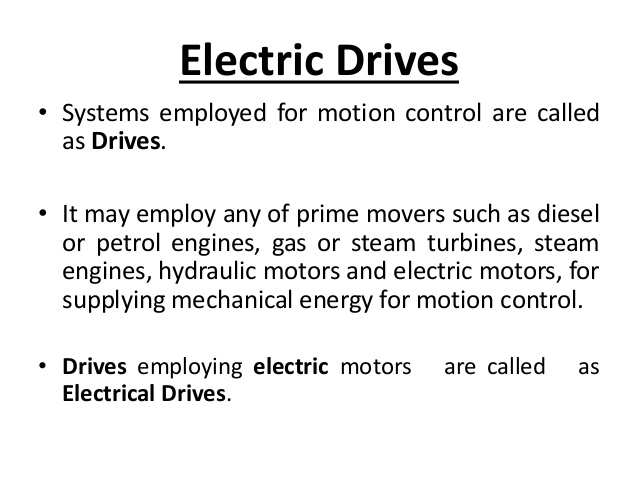 Electric Drives
• Systems employed for motion control are called
as Drives.
• It may employ any of prime movers such as diesel
or petrol engines, gas or steam turbines, steam
engines, hydraulic motors and electric motors, for
supplying mechanical energy for motion control.
• Drives employing electric motors are called as
Electrical Drives.